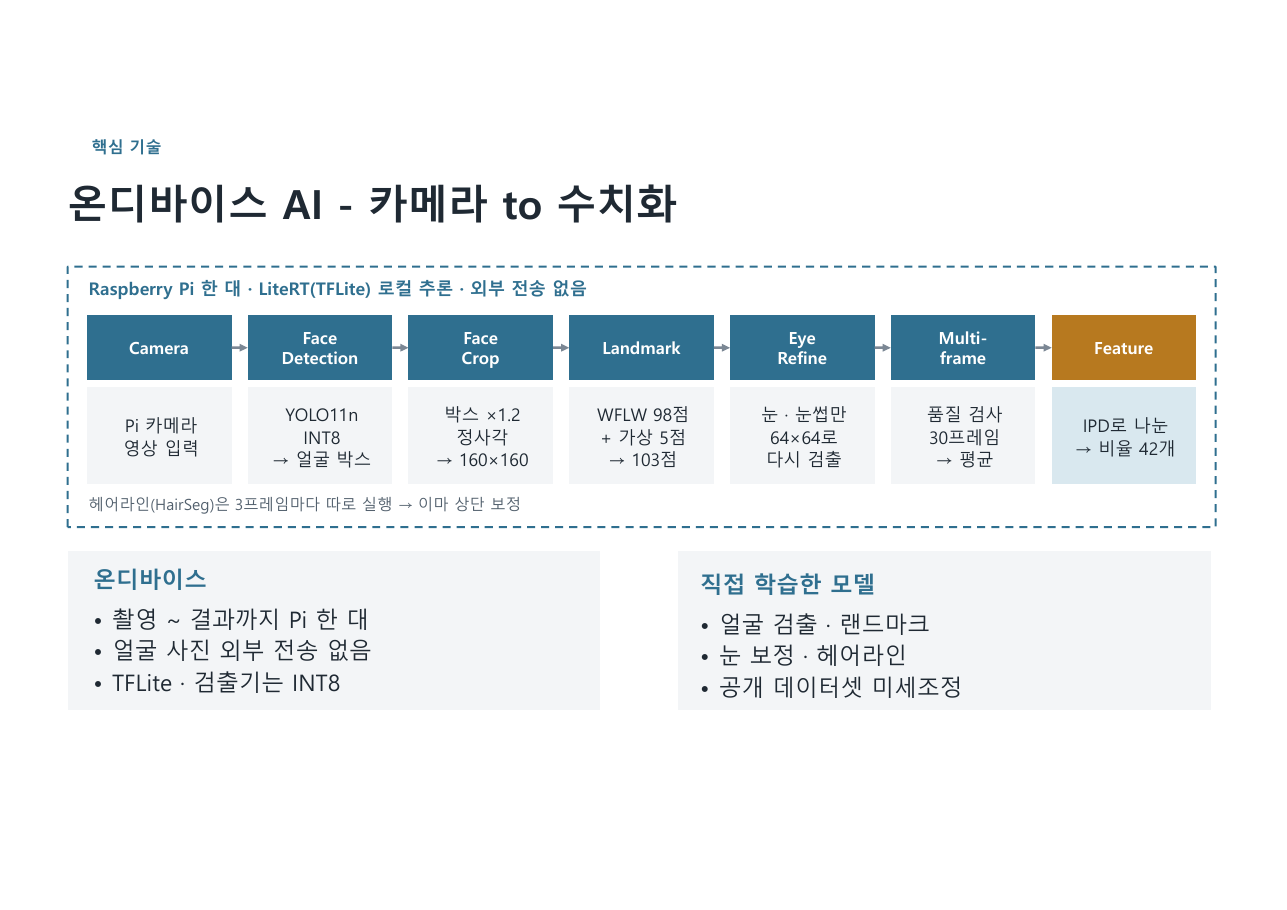 핵심 기술
온디바이스 AI - 카메라 to 수치화
Raspberry Pi 한 대 · LiteRT(TFLite) 로컬 추론 · 외부 전송 없음
Camera
Face
Detection
Face
Crop
Landmark
Eye
Refine
Multi-
frame
Feature
Pi 카메라
영상 입력
YOLO11n
INT8
→ 얼굴 박스
박스 ×1.2
정사각
→ 160×160
WFLW 98점
+ 가상 5점
→ 103점
눈 · 눈썹만
64×64로
다시 검출
품질 검사
30프레임
→ 평균
IPD로 나눈
→ 비율 42개
헤어라인(HairSeg)은 3프레임마다 따로 실행 → 이마 상단 보정
온디바이스
• 촬영 ~ 결과까지 Pi 한 대
• 얼굴 사진 외부 전송 없음
• TFLite · 검출기는 INT8
직접 학습한 모델
• 얼굴 검출 · 랜드마크
• 눈 보정 · 헤어라인
• 공개 데이터셋 미세조정